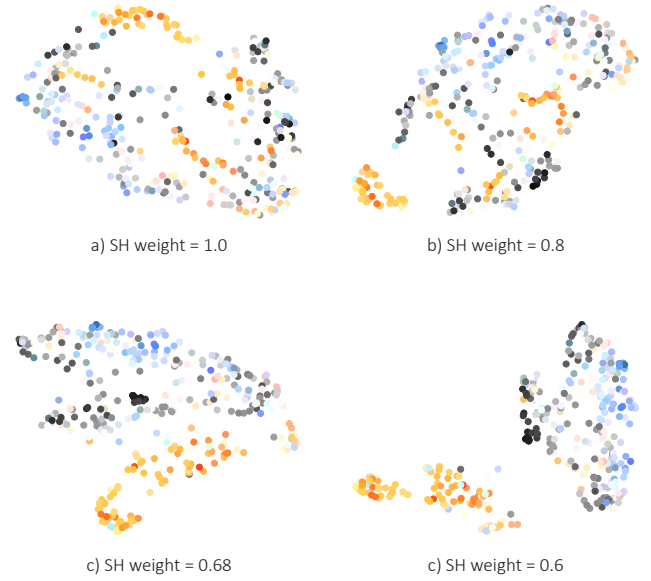 a) SH weight = 1.0
b) SH weight = 0.8
c) SH weight = 0.68
c) SH weight = 0.6